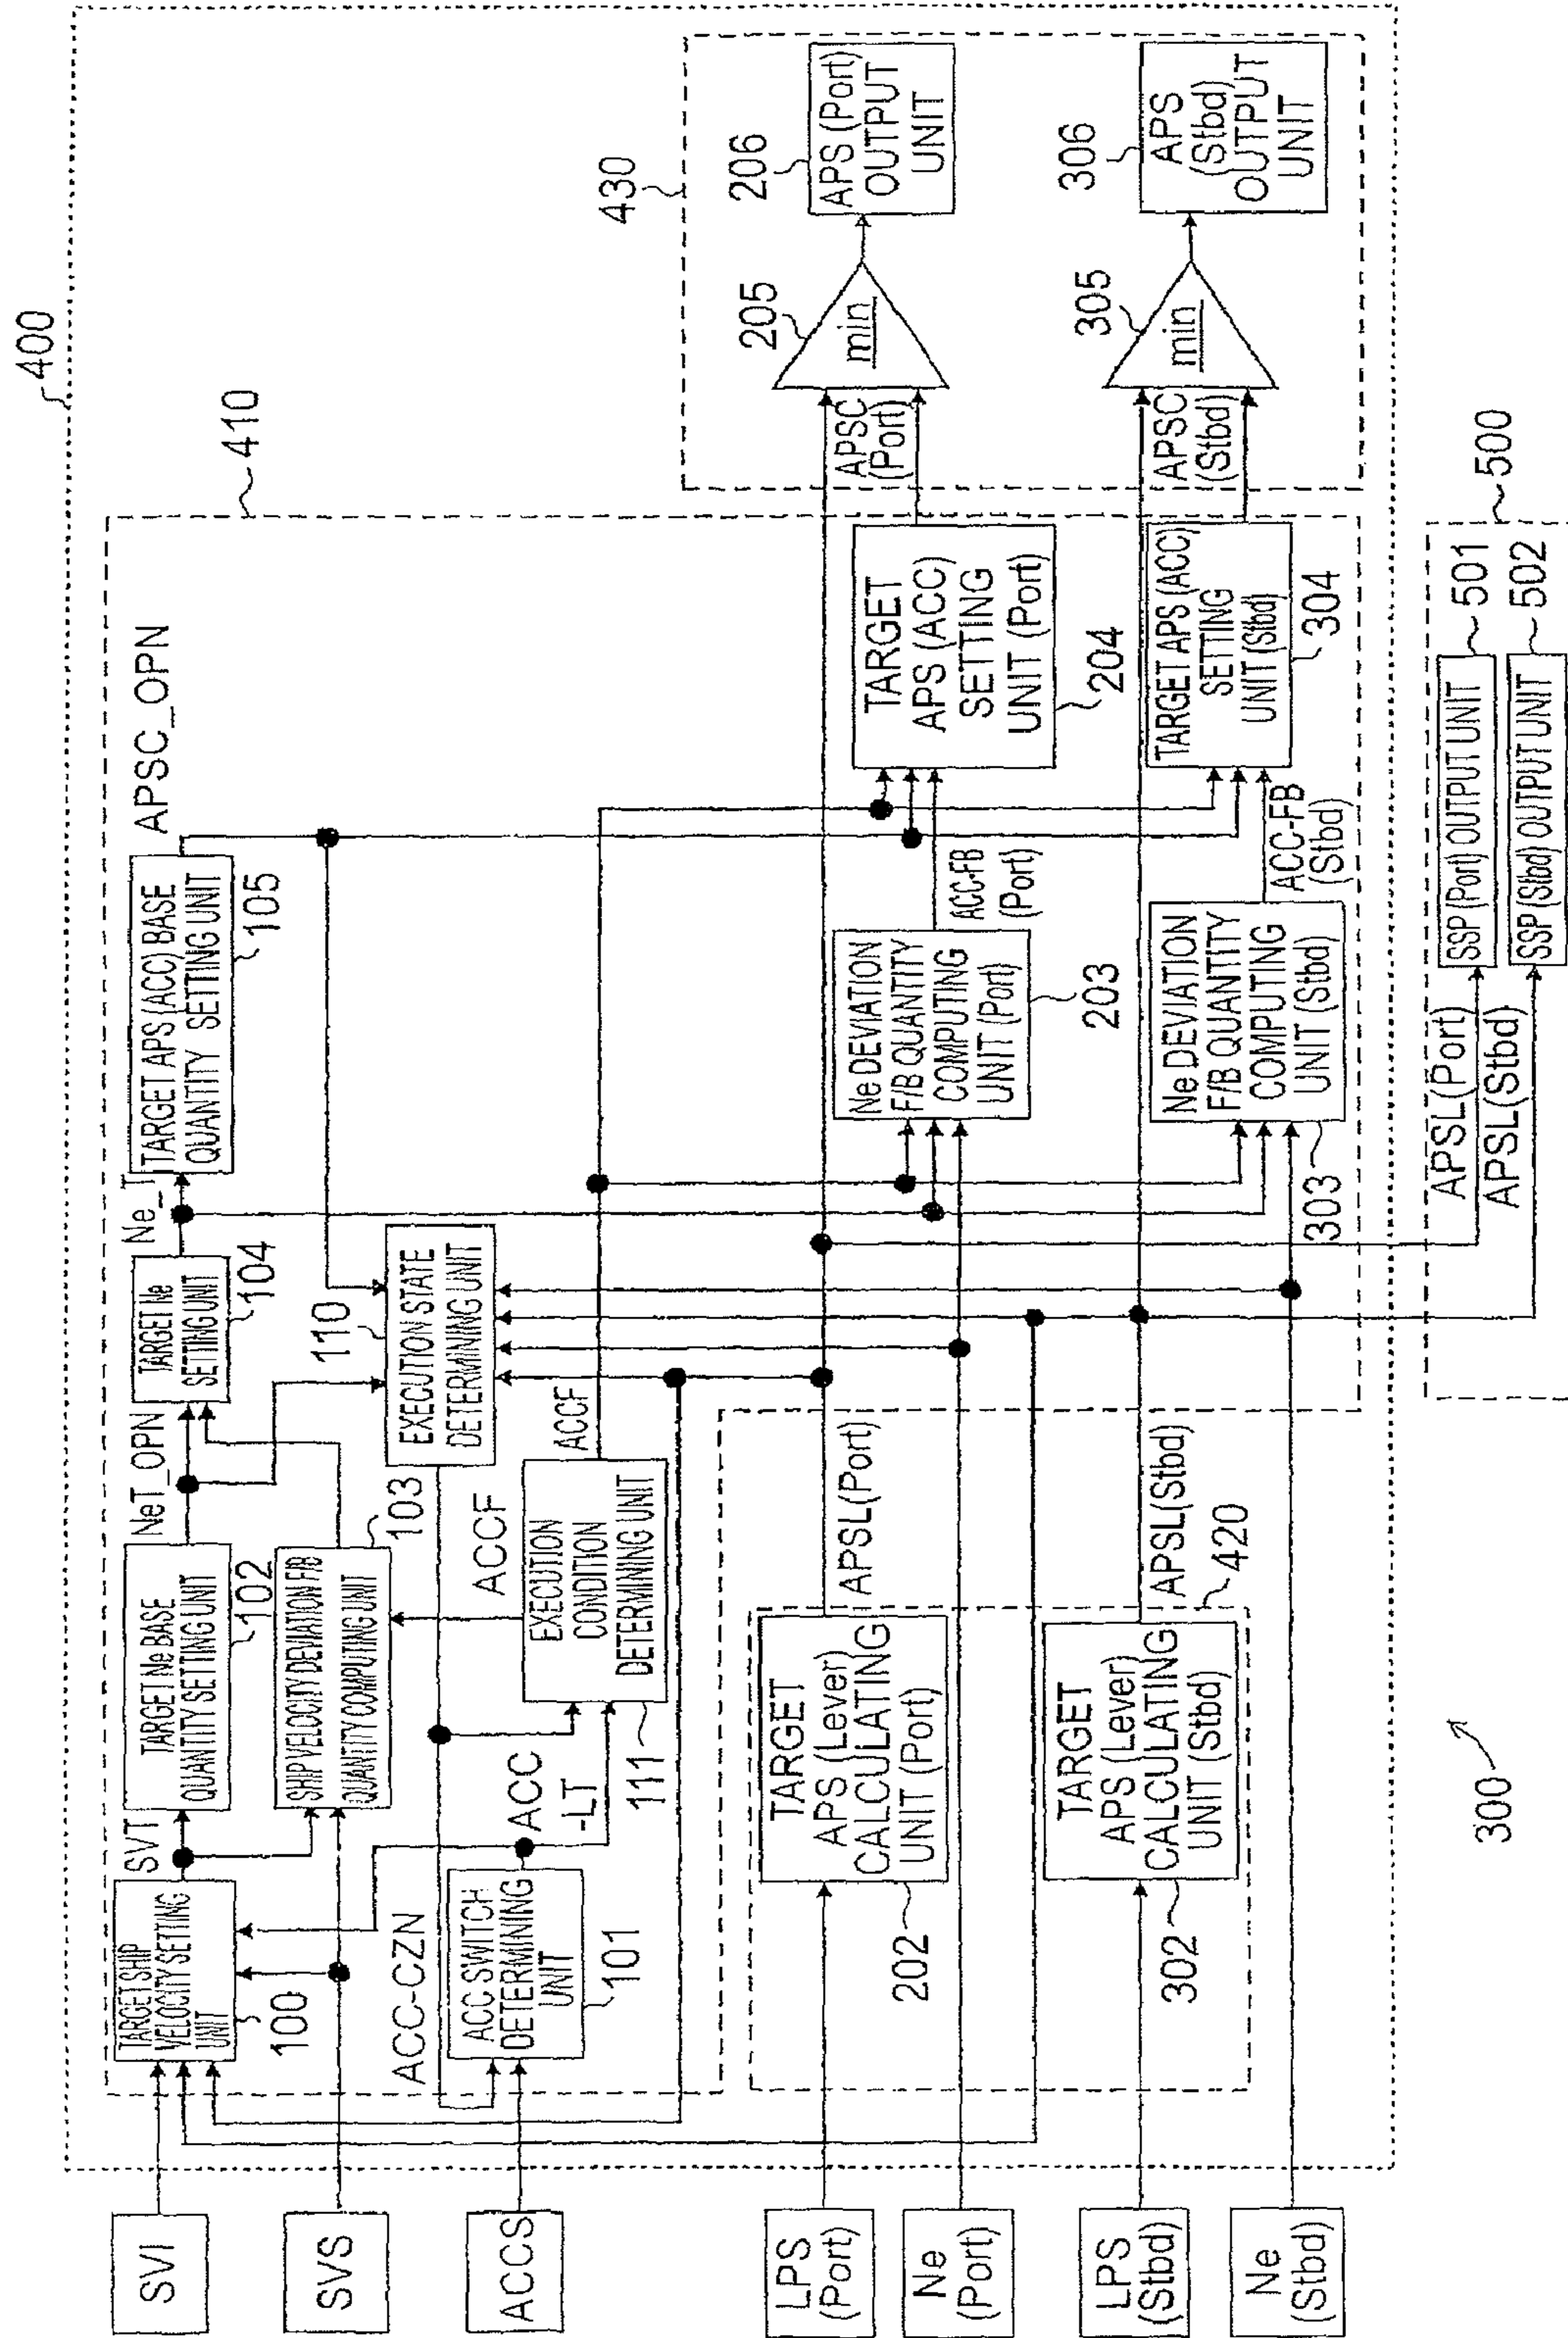 400
410
430
SVI
SVS
ACCS
LPS
(Port)
Ne
(Port)
LPS
(Stbd)
Ne
(Stbd)
TARGET SHIP
VELOCITY SETTING
UNIT
100
SVT
TARGET Ne BASE
QUANTITY SETTING UNIT
102
NeT_OPN
TARGET Ne
SETTING UNIT
104
Ne_T
TARGET APS (ACC) BASE
QUANTITY SETTING UNIT
105
APSC_OPN
SHIP VELOCITY DEVIATION F/B
QUANTITY COMPUTING UNIT
103
110
EXECUTION STATE
DETERMINING UNIT
ACC-CZN
ACC SWITCH
DETERMINING
UNIT
101
ACC
-LT
ACCF
EXECUTION
CONDITION
DETERMINING UNIT
111
ACCF
TARGET
APS (Lever)
CALCULATING
UNIT (Port)
202
APSL(Port)
TARGET
APS (Lever)
CALCULATING
UNIT (Stbd)
302
APSL(Stbd)
420
Ne DEVIATION
F/B QUANTITY
COMPUTING
UNIT (Port)
203
ACC-FB
(Port)
Ne DEVIATION
F/B QUANTITY
COMPUTING
UNIT (Stbd)
303
ACC-FB
(Stbd)
TARGET
APS (ACC)
SETTING
UNIT (Port)
204
TARGET APS (ACC)
SETTING
UNIT (Stbd)
304
APSC
(Port)
APSC
(Stbd)
205
min
305
min
206
APS (Port)
OUTPUT
UNIT
306
APS
(Stbd)
OUTPUT
UNIT
APSL(Port)
APSL(Stbd)
500
SSP (Port) OUTPUT UNIT
501
SSP (Stbd) OUTPUT UNIT
502
300